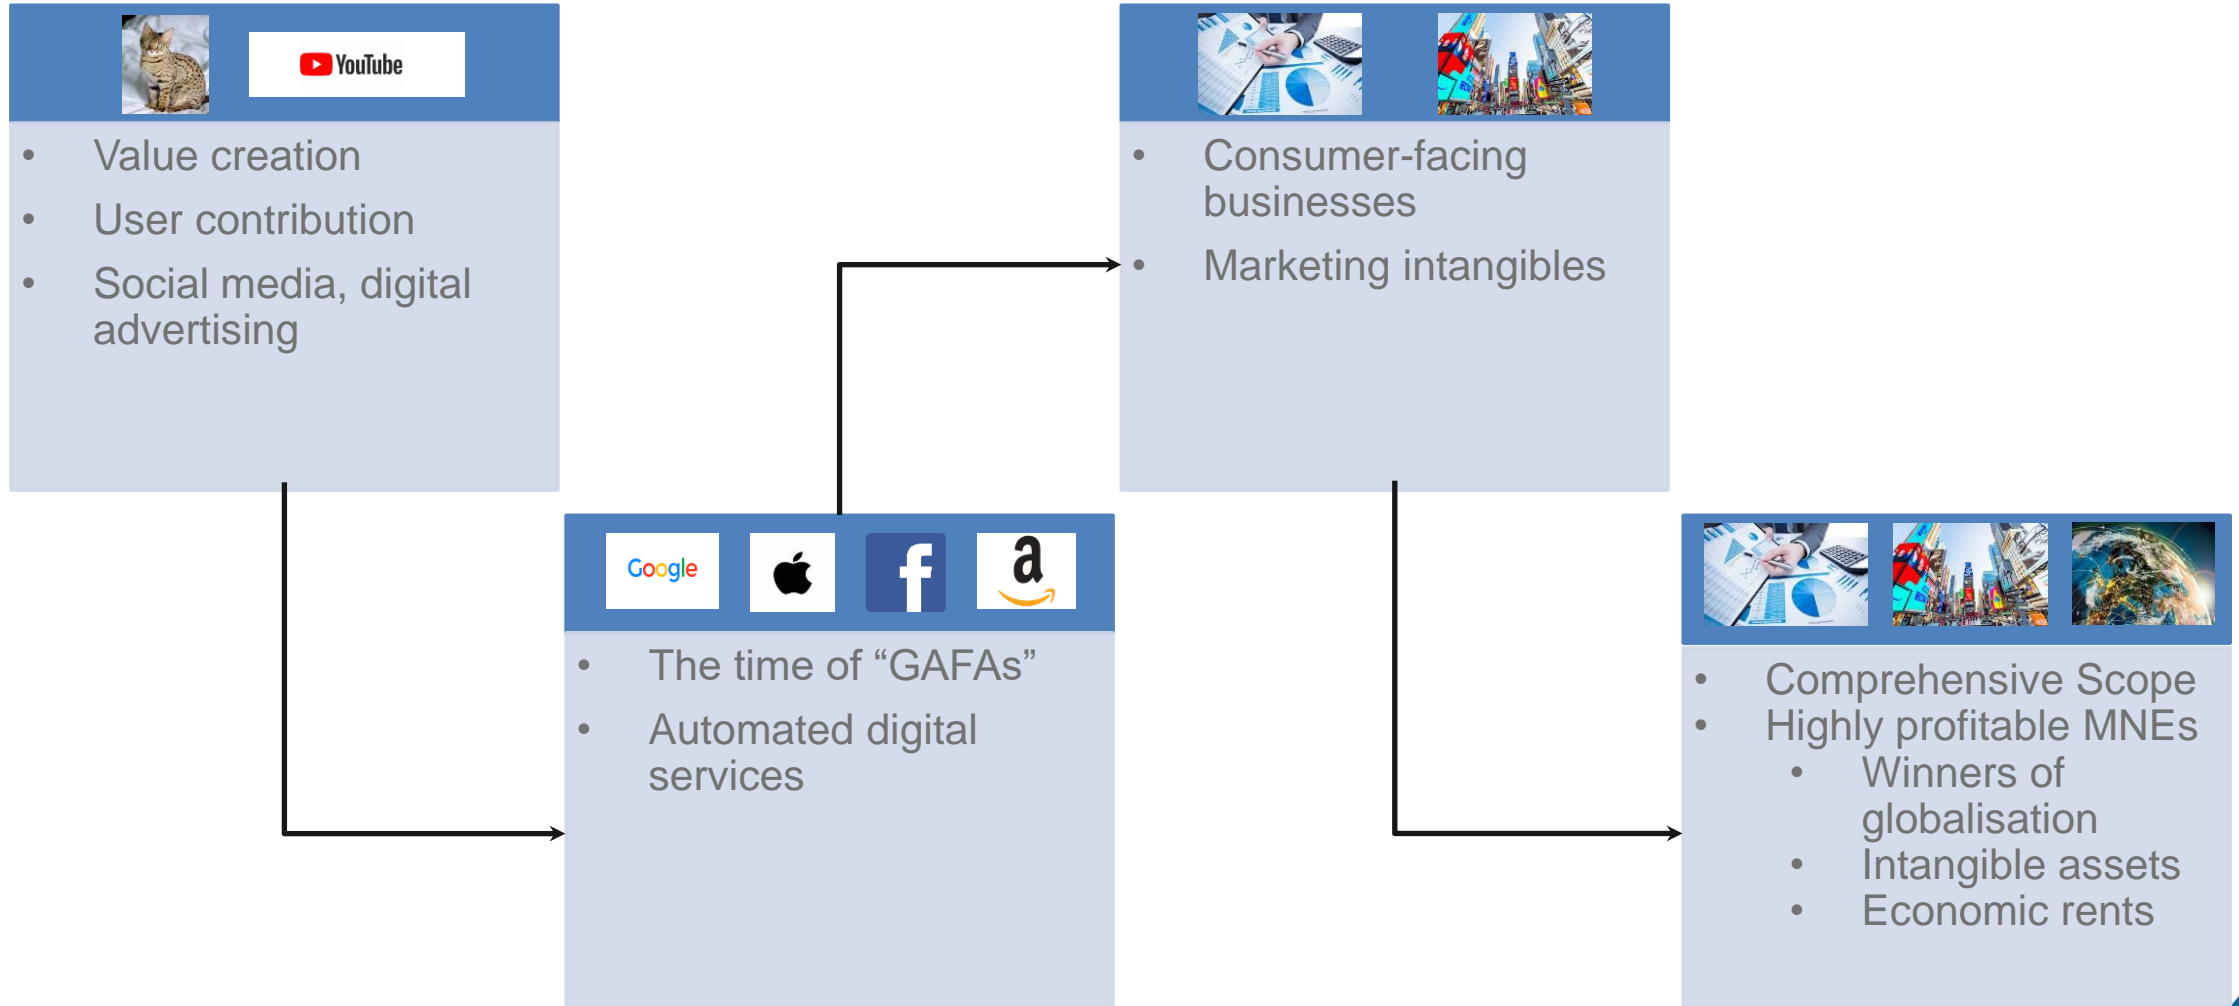 YouTube
• Value creation
• User contribution
• Social media, digital
advertising
Google
f
a
• The time of “GAFAs”
• Automated digital
services
• Consumer-facing
businesses
• Marketing intangibles
• Comprehensive Scope
• Highly profitable MNEs
• Winners of
globalisation
• Intangible assets
• Economic rents